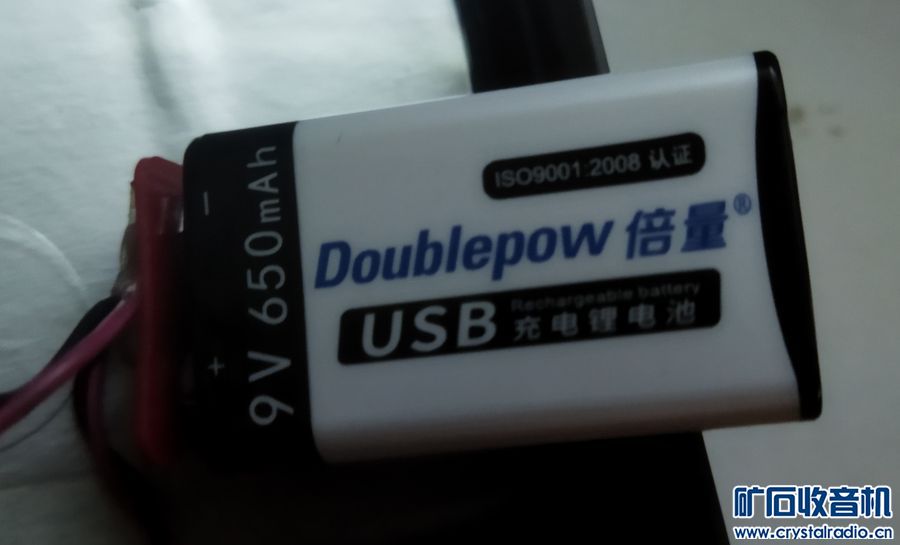 ISO9001:2008 认证
Doublepow 倍量®
USB
Rechargeable battery
充电锂电池
9V 650mAh
− +
矿石收音机
www.crystalradio.cn